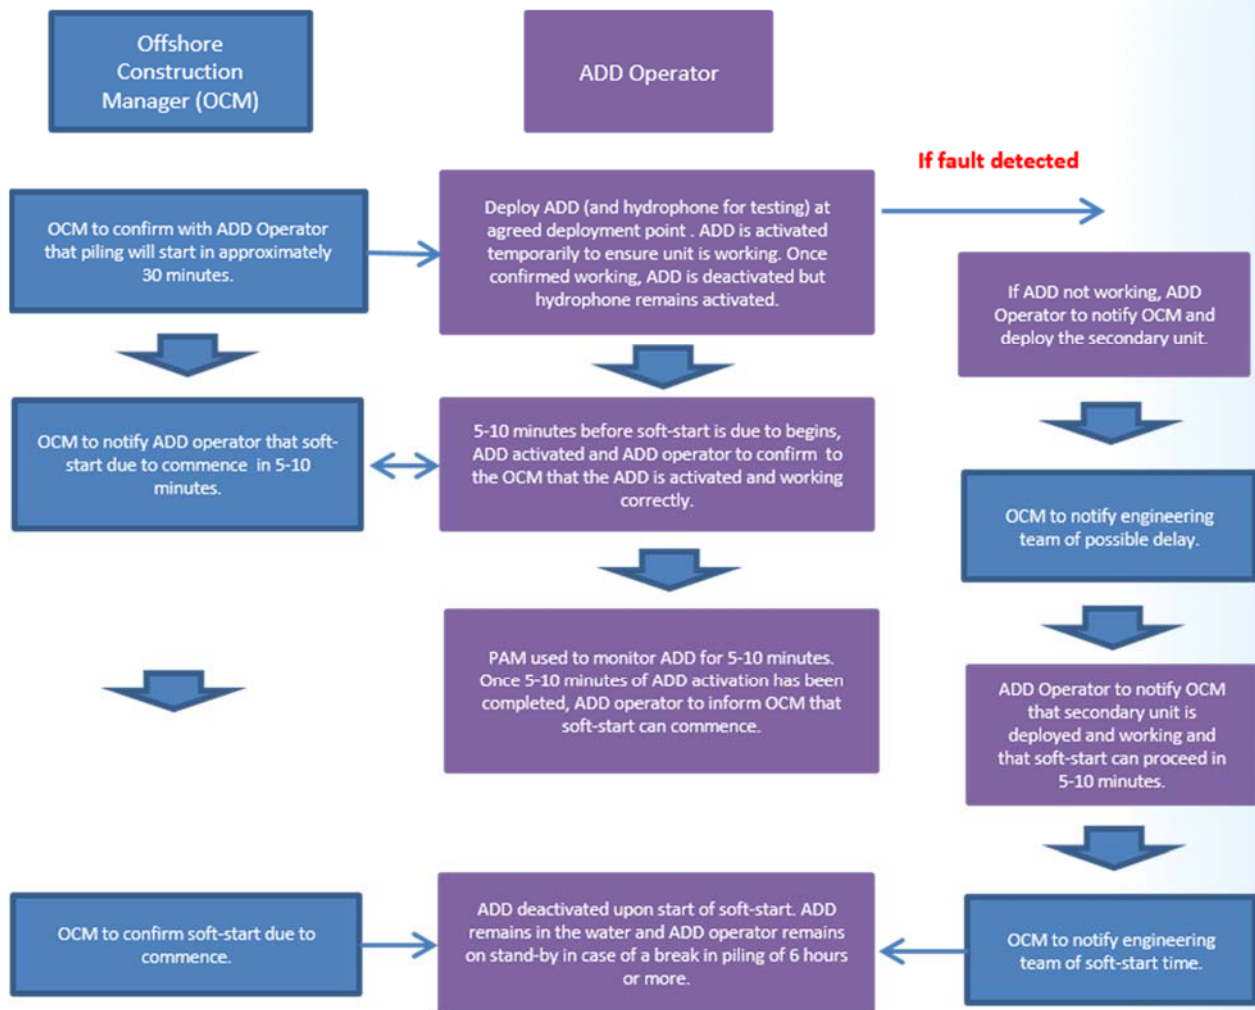 Offshore
Construction
Manager (OCM)
ADD Operator
If fault detected
OCM to confirm with ADD Operator
that piling will start in approximately
30 minutes.
Deploy ADD (and hydrophone for testing) at
agreed deployment point . ADD is activated
temporarily to ensure unit is working. Once
confirmed working, ADD is deactivated but
hydrophone remains activated.
If ADD not working, ADD
Operator to notify OCM and
deploy the secondary unit.
OCM to notify ADD operator that soft-
start due to commence in 5-10
minutes.
5-10 minutes before soft-start is due to begins,
ADD activated and ADD operator to confirm to
the OCM that the ADD is activated and working
correctly.
OCM to notify engineering
team of possible delay.
PAM used to monitor ADD for 5-10 minutes.
Once 5-10 minutes of ADD activation has been
completed, ADD operator to inform OCM that
soft-start can commence.
ADD Operator to notify OCM
that secondary unit is
deployed and working and
that soft-start can proceed in
5-10 minutes.
OCM to confirm soft-start due to
commence.
ADD deactivated upon start of soft-start. ADD
remains in the water and ADD operator remains
on stand-by in case of a break in piling of 6 hours
or more.
OCM to notify engineering
team of soft-start time.